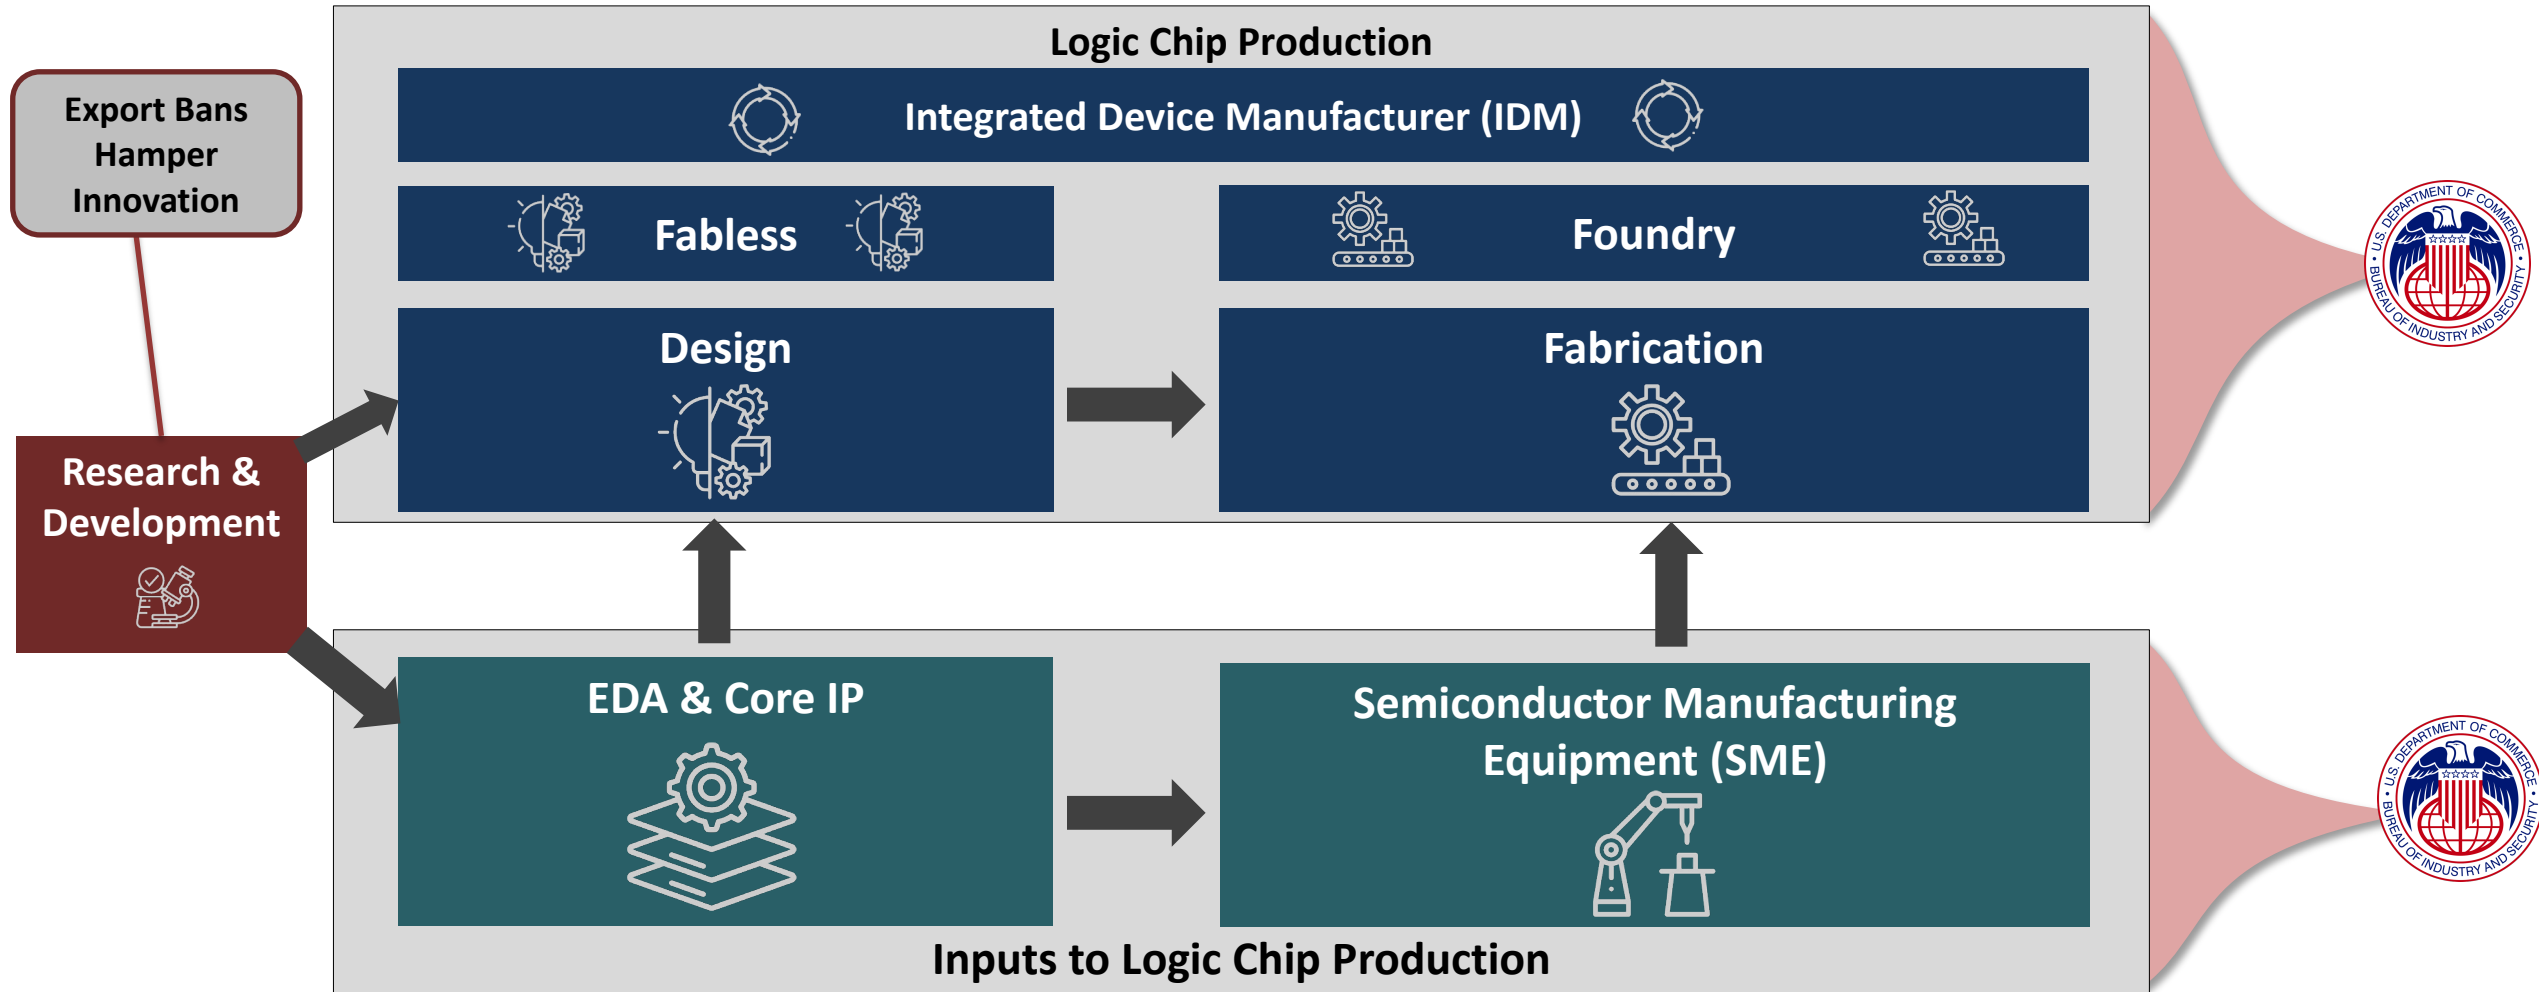 Logic Chip Production
Export Bans
Hamper
Innovation
Integrated Device Manufacturer (IDM)
Fabless
Foundry
U.S. DEPARTMENT OF COMMERCE
BUREAU OF INDUSTRY AND SECURITY
Design
Fabrication
Research &
Development
EDA & Core IP
Semiconductor Manufacturing
Equipment (SME)
U.S. DEPARTMENT OF COMMERCE
BUREAU OF INDUSTRY AND SECURITY
Inputs to Logic Chip Production